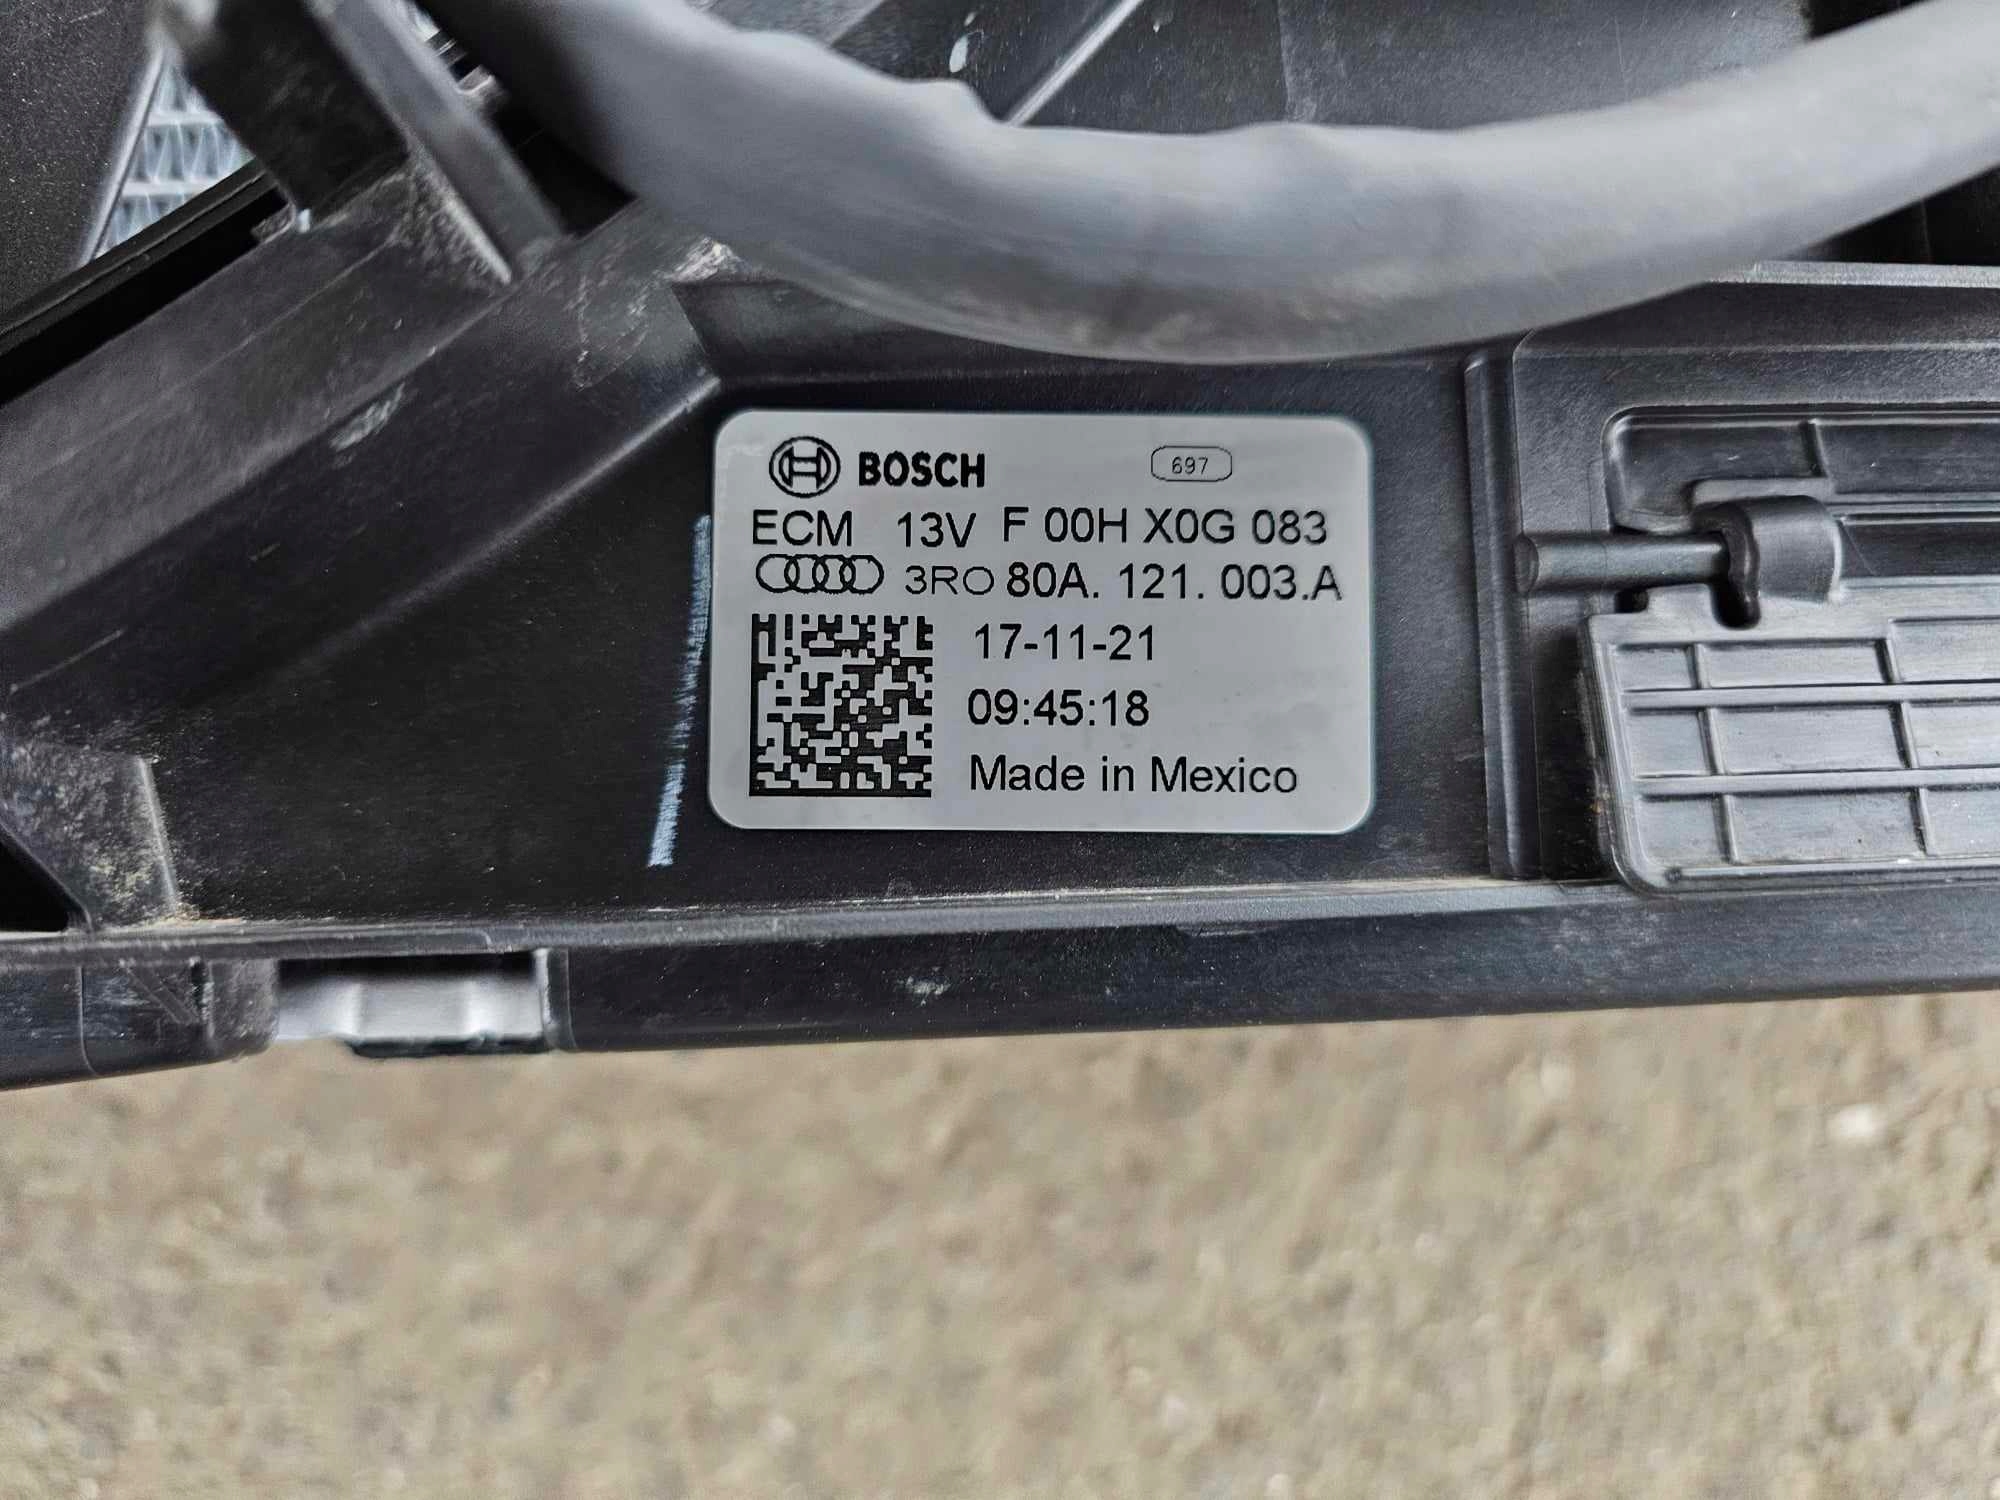 BOSCH 697
ECM 13V F 00H X0G 083
3RO 80A. 121. 003.A
17-11-21
09:45:18
Made in Mexico